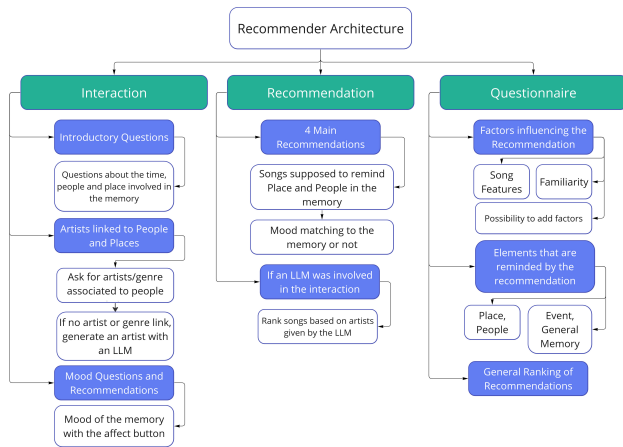 Recommender Architecture
Interaction
Introductory Questions
Questions about the time,
people and place involved in
the memory
Artists linked to People
and Places
Ask for artists/genre
associated to people
If no artist or genre link,
generate an artist with
an LLM
Mood Questions and
Recommendations
Mood of the memory
with the affect button
Recommendation
4 Main
Recommendations
Songs supposed to remind
Place and People in the
memory
Mood matching to the
memory or not
If an LLM was involved
in the interaction
Rank songs based on artists
given by the LLM
Questionnaire
Factors influencing the
Recommendation
Song
Features
Familiarity
Possibility to add factors
Elements that are
reminded by the
recommendation
Place,
People
Event,
General
Memory
General Ranking of
Recommendations